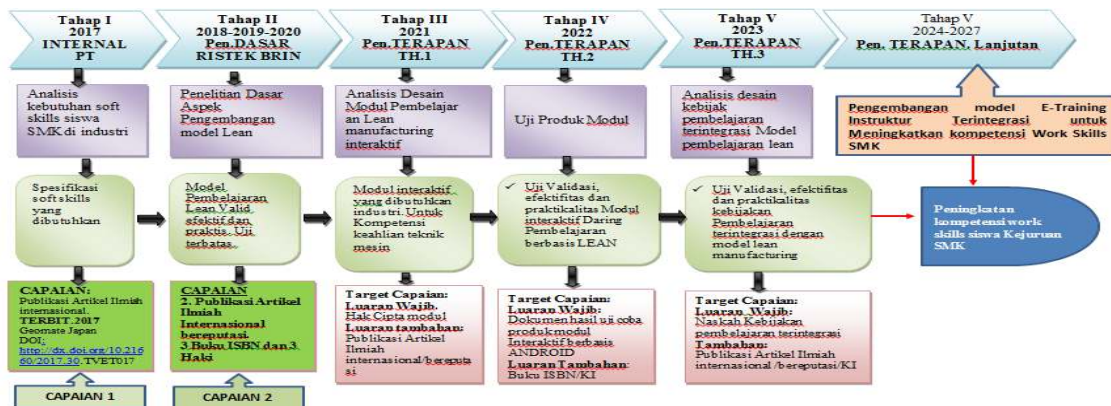 Tahap I
2017
INTERNAL
PT
Tahap II
2018-2019-2020
Pen.DASAR
RISTEK BRIN
Tahap III
2021
Pen.TERAPAN
TH.1
Tahap IV
2022
Pen.TERAPAN
TH.2
Tahap V
2023
Pen.TERAPAN
TH.3
Tahap V
2024-2027
Pen. TERAPAN. Lanjutan
Analisis
kebutuhan soft
skills siswa
SMK di industri
Penelitian Dasar
Aspek
Pengembangan
model Lean
Analisis Desain
Modul Pembelajar
an Lean
manufacturing
interaktif
Uji Produk Modul
Analisis desain
kebijak
pembelajaran
terintegrasi Model
pembelajaran lean
Pengembangan model E-Training
Instruktur Terintegrasi untuk
Meningkatkan kompetensi Work Skills
SMK
Spesifikasi
soft skills
yang
dibutuhkan
Model
Pembelajaran
Lean Valid
efektif dan
praktis. Uji
terbatas
Modul interaktif
yang dibutuhkan
industri. Untuk
Kompetensi
keahlian teknik
mesin
✓ Uji Validasi,
efektifitas dan
praktikalitas Modul
interaktif Daring
Pembelajaran
berbasis LEAN
✓ Uji Validasi, efektifitas
dan praktikalitas
kebijakan
Pembelajaran
terintegrasi dengan
model lean
manufacturing
Peningkatan
kompetensi work
skills siswa Kejuruan
SMK
CAPAIAN:
Publikasi Artikel Ilmiah
internasional.
TERBIT.2017
Geomate Japan
DOI:
http://dx.doi.org/10.216
60/2017.30.TVET017
CAPAIAN
2. Publikasi Artikel
Ilmiah
Internasional
bereputasi.
3 Buku ISBN dan 3
Haki
Target Capaian:
Luaran Wajib.
Hak Cipta modul
Luaran tambahan:
Publikasi Artikel
Ilmiah
internasional/bereputa
si
Target Capaian:
Luaran Wajib:
Dokumen hasil uji coba
produk modul
Interaktif berbasis
ANDROID
Luaran Tambahan:
Buku ISBN/KI
Target Capaian:
Luaran Wajib:
Naskah Kebijakan
pembelajaran terintegrasi
Tambahan:
Publikasi Artikel Ilmiah
internasional/bereputasi/KI
CAPAIAN 1
CAPAIAN 2